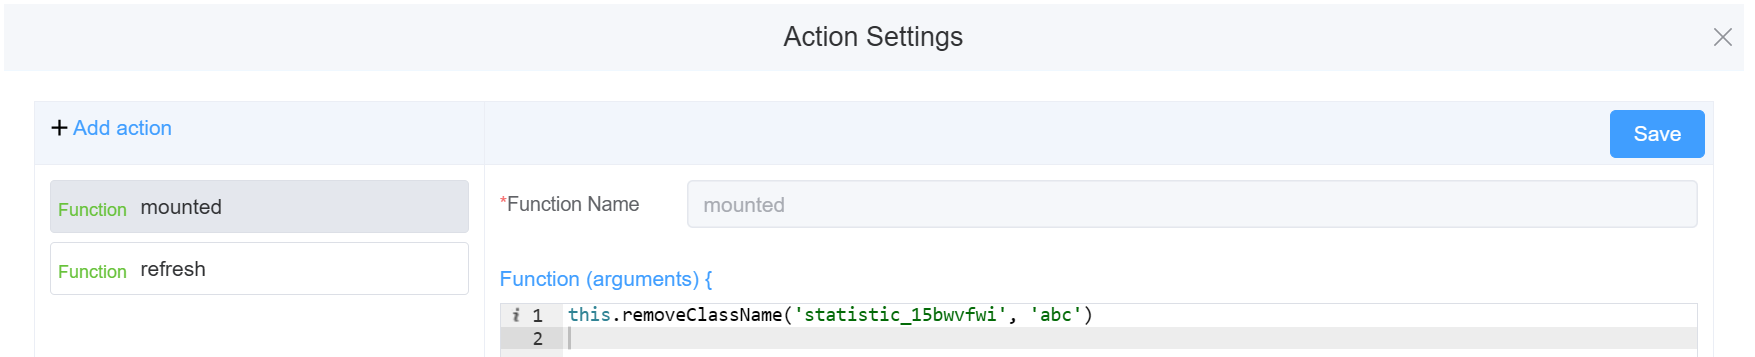 Action Settings
+ Add action
Save
Function mounted
*Function Name
mounted
Function refresh
Function (arguments) {
i 1 this.removeClassName('statistic_15bwvfwi', 'abc')
2